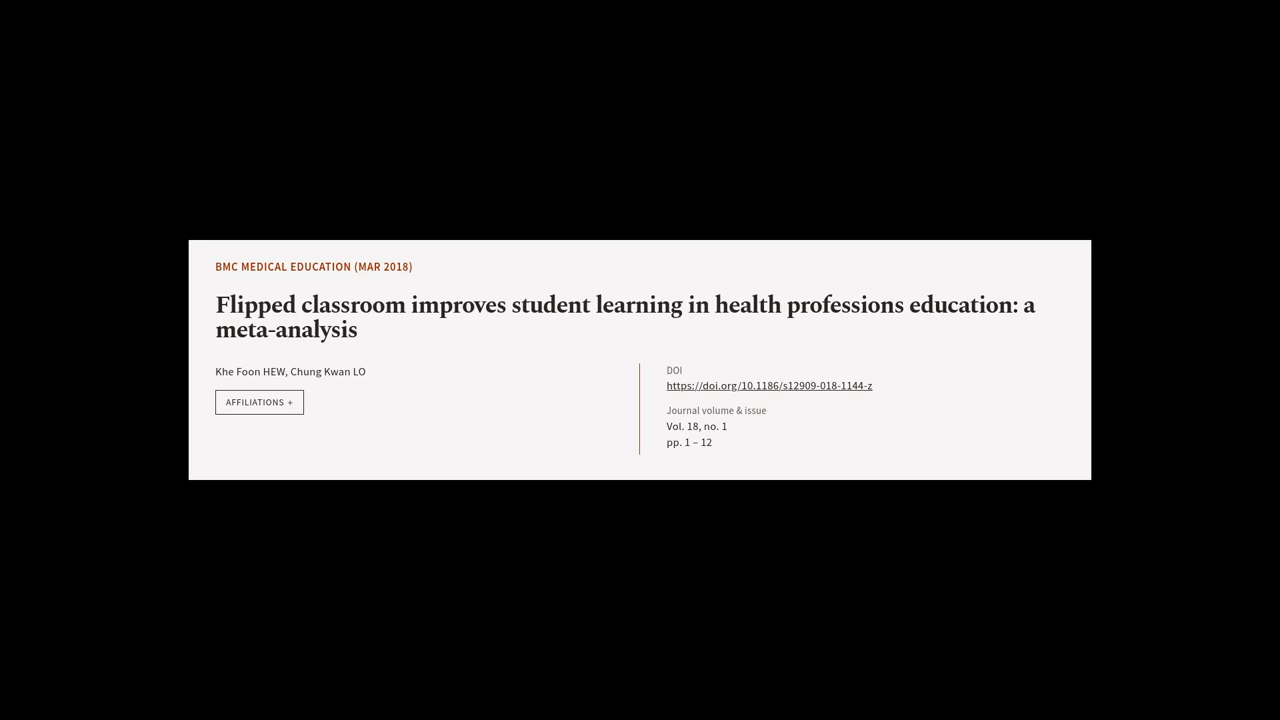 BMC MEDICAL EDUCATION (MAR 2018)
Flipped classroom improves student learning in health professions education: a
meta-analysis
Khe Foon HEW, Chung Kwan LO
AFFILIATIONS +
DOI
https://doi.org/10.1186/s12909-018-1144-z
Journal volume & issue
Vol. 18, no. 1
pp. 1 – 12